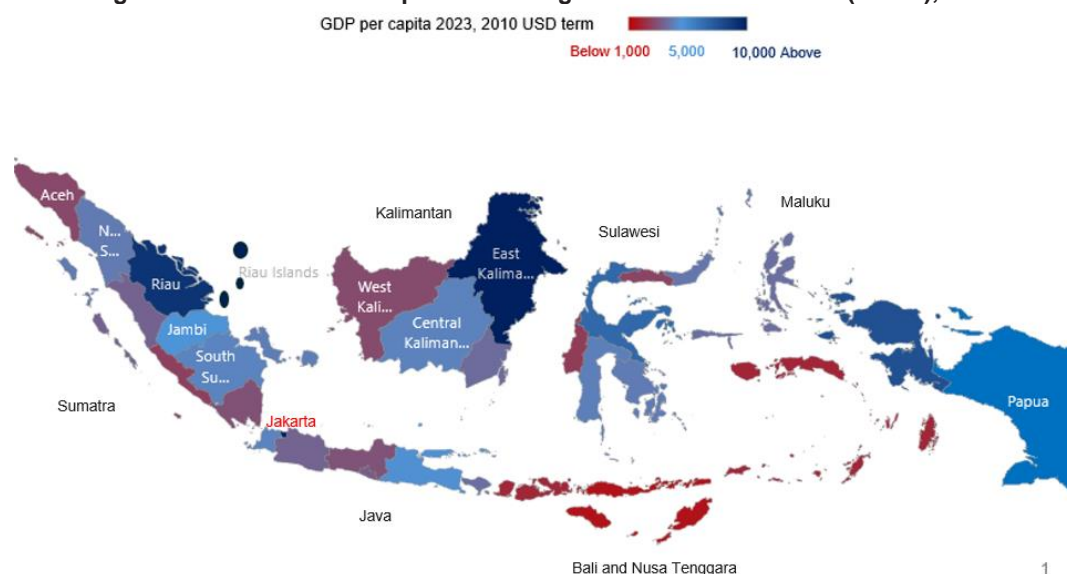 GDP per capita 2023, 2010 USD term
Below 1,000 5,000 10,000 Above
Aceh
N...
S...
Riau
Riau Islands
Jambi
South
Su...
Sumatra
Jakarta
Java
Kalimantan
West
Kali...
Central
Kaliman...
East
Kalima...
Sulawesi
Maluku
Papua
Bali and Nusa Tenggara
1